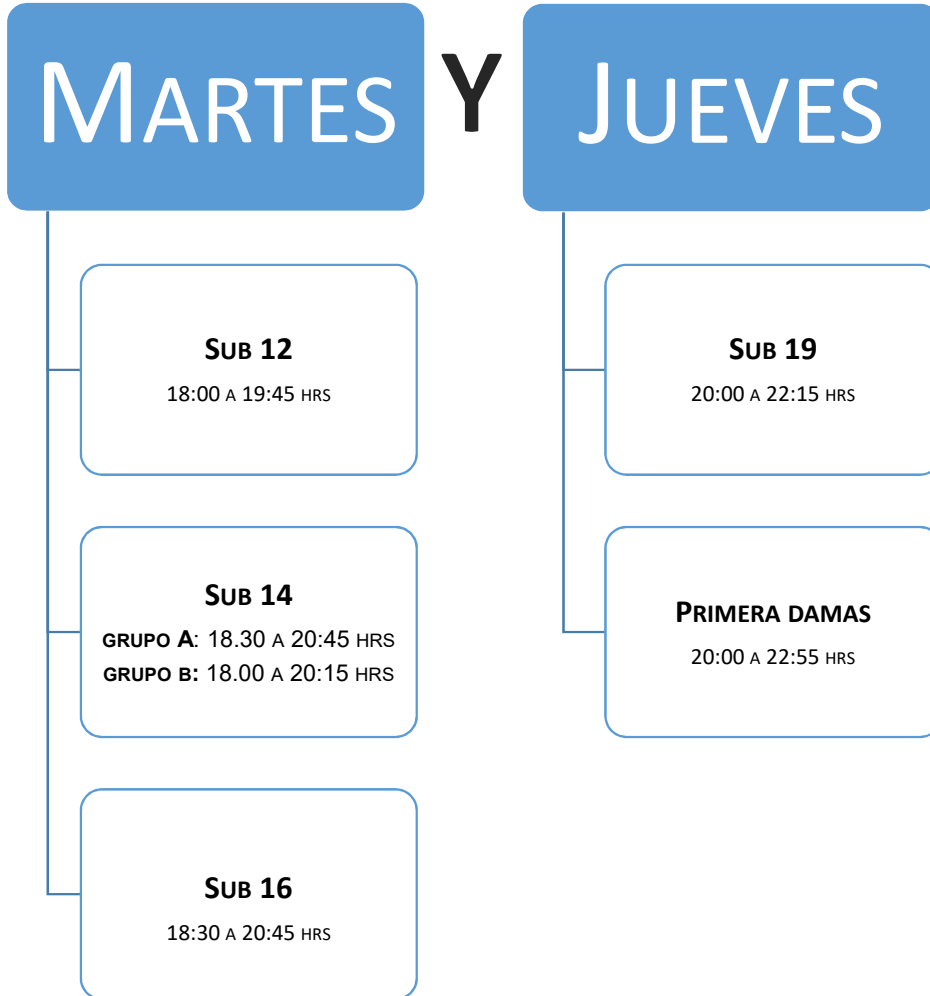 MARTES Y JUEVES
SUB 12
18:00 A 19:45 HRS
SUB 14
GRUPO A: 18.30 A 20:45 HRS
GRUPO B: 18.00 A 20:15 HRS
SUB 16
18:30 A 20:45 HRS
SUB 19
20:00 A 22:15 HRS
PRIMERA DAMAS
20:00 A 22:55 HRS